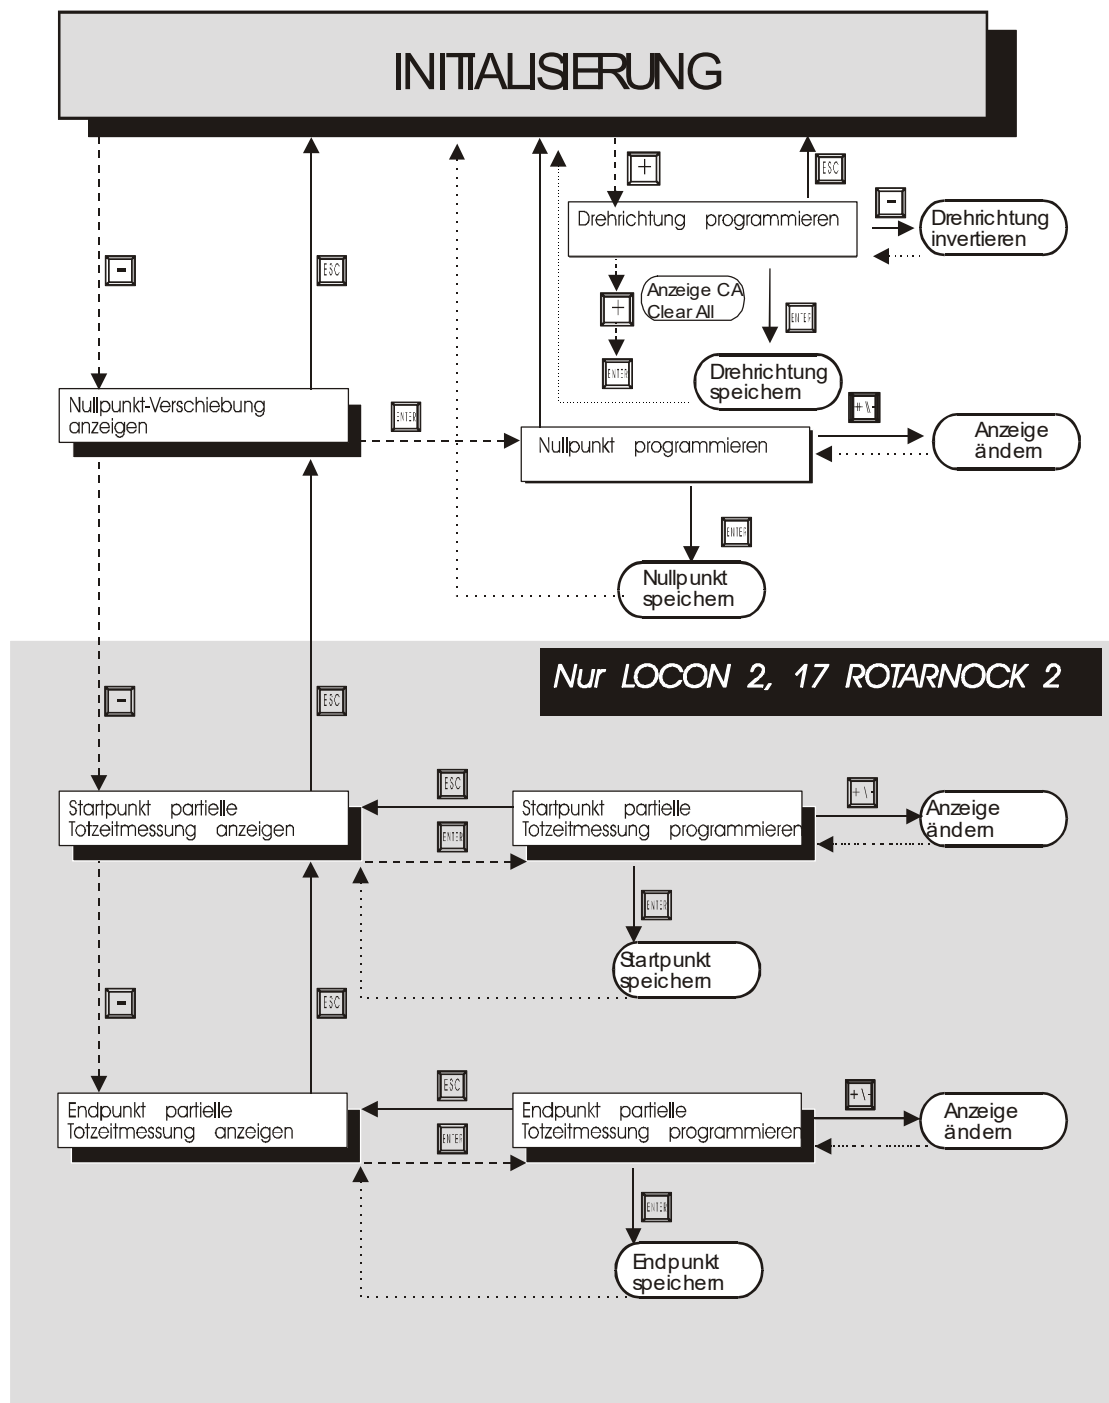 INITIALISIERUNG
+
ESC
Drehrichtung programmieren
-
Drehrichtung
invertieren
-
ESC
+
Anzeige CA
Clear All
ENTER
ENTER
Drehrichtung
speichern
Nullpunkt-Verschiebung
anzeigen
ENTER
Nullpunkt programmieren
+\-
Anzeige
ändern
ENTER
Nullpunkt
speichern
Nur LOCON 2, 17 ROTARNOCK 2
-
ESC
Startpunkt partielle
Totzeitmessung anzeigen
ESC
ENTER
Startpunkt partielle
Totzeitmessung programmieren
+\-
Anzeige
ändern
ENTER
Startpunkt
speichern
-
ESC
Endpunkt partielle
Totzeitmessung anzeigen
ESC
ENTER
Endpunkt partielle
Totzeitmessung programmieren
+\-
Anzeige
ändern
ENTER
Endpunkt
speichern